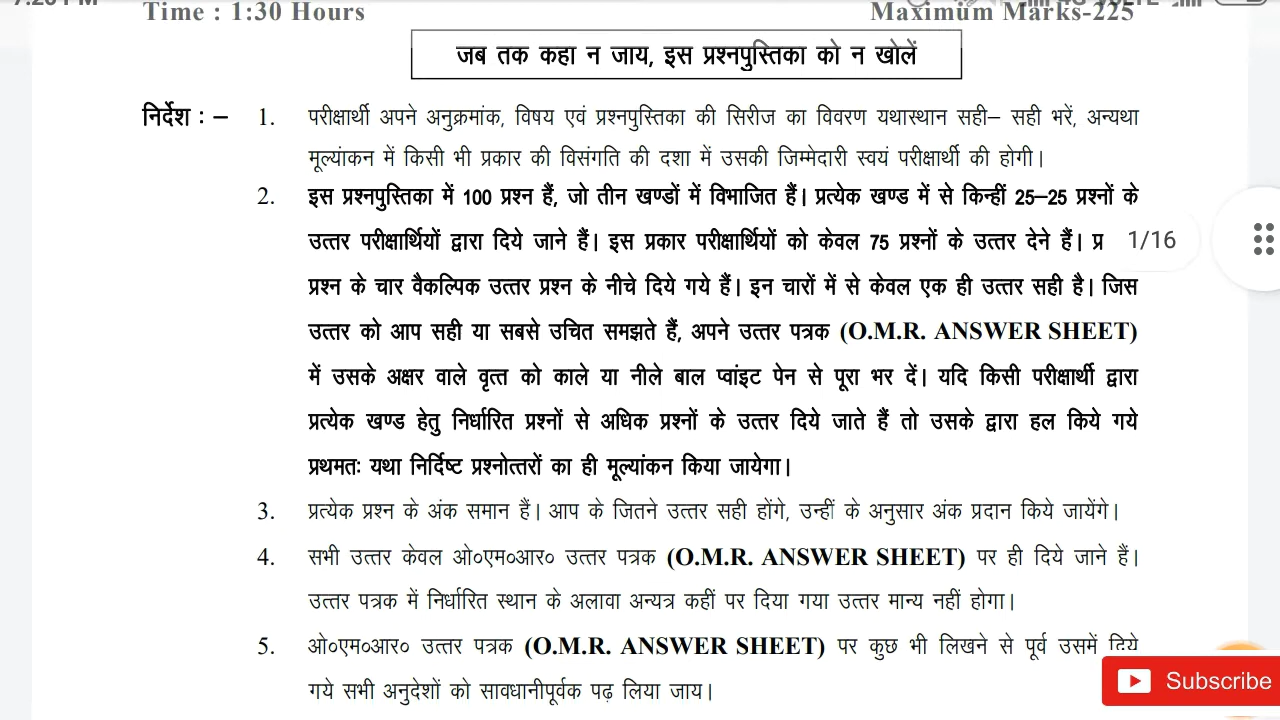 Time : 1:30 Hours Maximum Marks-225
जब तक कहा न जाय, इस प्रश्नपुस्तिका को न खोलें
निर्देश : – 1. परीक्षार्थी अपने अनुक्रमांक, विषय एवं प्रश्नपुस्तिका की सिरीज का विवरण यथास्थान सही– सही भरें, अन्यथा
मूल्यांकन में किसी भी प्रकार की विसंगति की दशा में उसकी जिम्मेदारी स्वयं परीक्षार्थी की होगी।
2. इस प्रश्नपुस्तिका में 100 प्रश्न हैं, जो तीन खण्डों में विभाजित हैं। प्रत्येक खण्ड में से किन्हीं 25–25 प्रश्नों के
उत्तर परीक्षार्थियों द्वारा दिये जाने हैं। इस प्रकार परीक्षार्थियों को केवल 75 प्रश्नों के उत्तर देने हैं। प्र 1/16
प्रश्न के चार वैकल्पिक उत्तर प्रश्न के नीचे दिये गये हैं। इन चारों में से केवल एक ही उत्तर सही है। जिस
उत्तर को आप सही या सबसे उचित समझते हैं, अपने उत्तर पत्रक (O.M.R. ANSWER SHEET)
में उसके अक्षर वाले वृत्त को काले या नीले बाल प्वांइट पेन से पूरा भर दें। यदि किसी परीक्षार्थी द्वारा
प्रत्येक खण्ड हेतु निर्धारित प्रश्नों से अधिक प्रश्नों के उत्तर दिये जाते हैं तो उसके द्वारा हल किये गये
प्रथमतः यथा निर्दिष्ट प्रश्नोत्तरों का ही मूल्यांकन किया जायेगा।
3. प्रत्येक प्रश्न के अंक समान हैं। आप के जितने उत्तर सही होंगे, उन्हीं के अनुसार अंक प्रदान किये जायेंगे।
4. सभी उत्तर केवल ओ०एम०आर० उत्तर पत्रक (O.M.R. ANSWER SHEET) पर ही दिये जाने हैं।
उत्तर पत्रक में निर्धारित स्थान के अलावा अन्यत्र कहीं पर दिया गया उत्तर मान्य नहीं होगा।
5. ओ०एम०आर० उत्तर पत्रक (O.M.R. ANSWER SHEET) पर कुछ भी लिखने से पूर्व उसमें दिये
गये सभी अनुदेशों को सावधानीपूर्वक पढ़ लिया जाय।
Subscribe